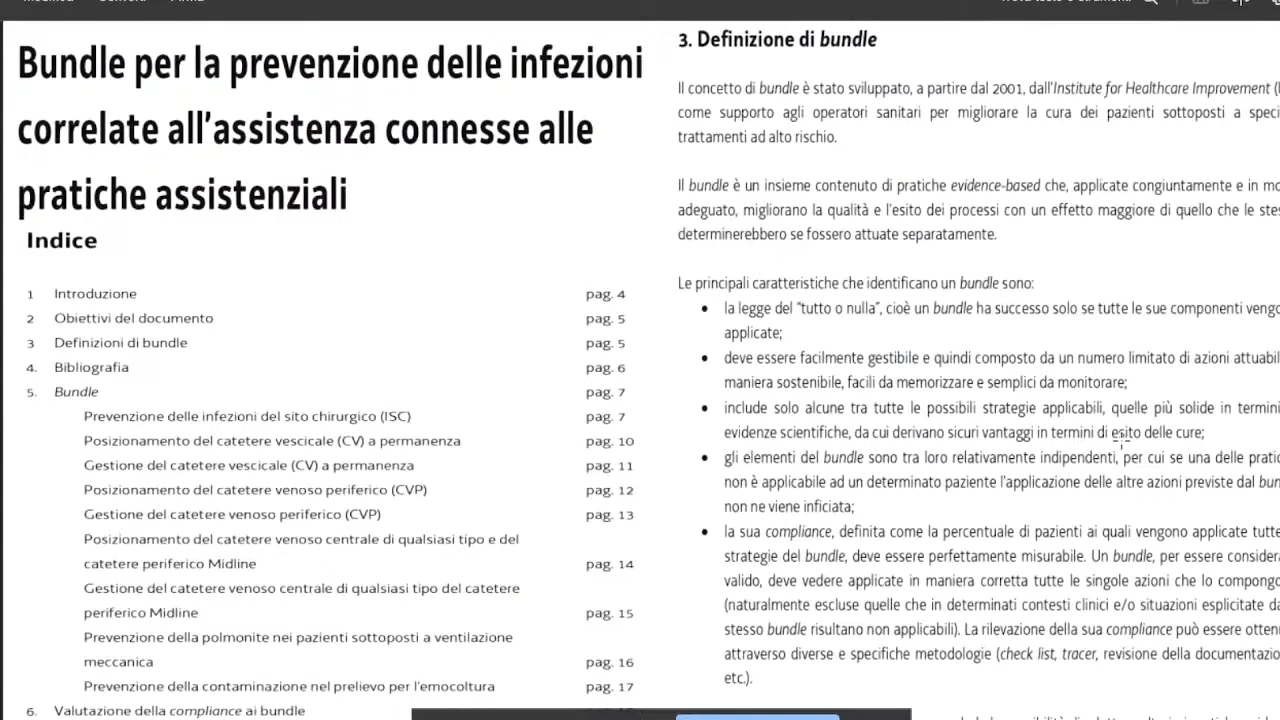 Bundle per la prevenzione delle infezioni
correlate all'assistenza connesse alle
pratiche assistenziali
Indice
1 Introduzione pag. 4
2 Obiettivi del documento pag. 5
3 Definizioni di bundle pag. 5
4. Bibliografia pag. 6
5. Bundle pag. 7
Prevenzione delle infezioni del sito chirurgico (ISC) pag. 7
Posizionamento del catetere vescicale (CV) a permanenza pag. 10
Gestione del catetere vescicale (CV) a permanenza pag. 11
Posizionamento del catetere venoso periferico (CVP) pag. 12
Gestione del catetere venoso periferico (CVP) pag. 13
Posizionamento del catetere venoso centrale di qualsiasi tipo e del
catetere periferico Midline pag. 14
Gestione del catetere venoso centrale di qualsiasi tipo del catetere
periferico Midline pag. 15
Prevenzione della polmonite nei pazienti sottoposti a ventilazione
meccanica pag. 16
Prevenzione della contaminazione nel prelievo per l'emocoltura pag. 17
6. Valutazione della compliance ai bundle
3. Definizione di bundle
Il concetto di bundle è stato sviluppato, a partire dal 2001, dall'Institute for Healthcare Improvement
come supporto agli operatori sanitari per migliorare la cura dei pazienti sottoposti a
trattamenti ad alto rischio.
Il bundle è un insieme contenuto di pratiche evidence-based che, applicate congiuntamente e in
adeguato, migliorano la qualità e l'esito dei processi con un effetto maggiore di quello che le
determinerebbero se fossero attuate separatamente.
Le principali caratteristiche che identificano un bundle sono:
• la legge del "tutto o nulla", cioè un bundle ha successo solo se tutte le sue componenti
applicate;
• deve essere facilmente gestibile e quindi composto da un numero limitato di azioni
maniera sostenibile, facili da memorizzare e semplici da monitorare;
• include solo alcune tra tutte le possibili strategie applicabili, quelle più solide in
evidenze scientifiche, da cui derivano sicuri vantaggi in termini di esito delle cure;
• gli elementi del bundle sono tra loro relativamente indipendenti, per cui se una delle
non è applicabile ad un determinato paziente l'applicazione delle altre azioni previste dal
non ne viene inficiata;
• la sua compliance, definita come la percentuale di pazienti ai quali vengono applicate tutte
strategie del bundle, deve essere perfettamente misurabile. Un bundle, per essere
valido, deve vedere applicate in maniera corretta tutte le singole azioni che lo
(naturalmente escluse quelle che in determinati contesti clinici e/o situazioni esplicitate
stesso bundle risultano non applicabili). La rilevazione della sua compliance può essere
attraverso diverse e specifiche metodologie (check list, tracer, revisione della
etc.).